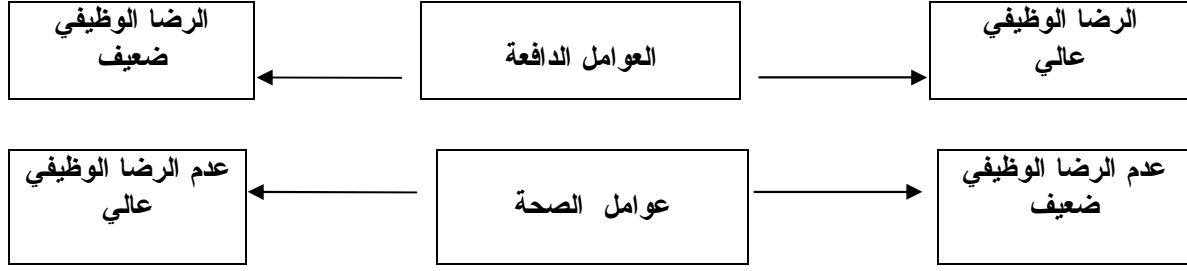 الرضا الوظيفي
عالي
العوامل الدافعة
الرضا الوظيفي
ضعيف
عدم الرضا الوظيفي
ضعيف
عوامل الصحة
عدم الرضا الوظيفي
عالي